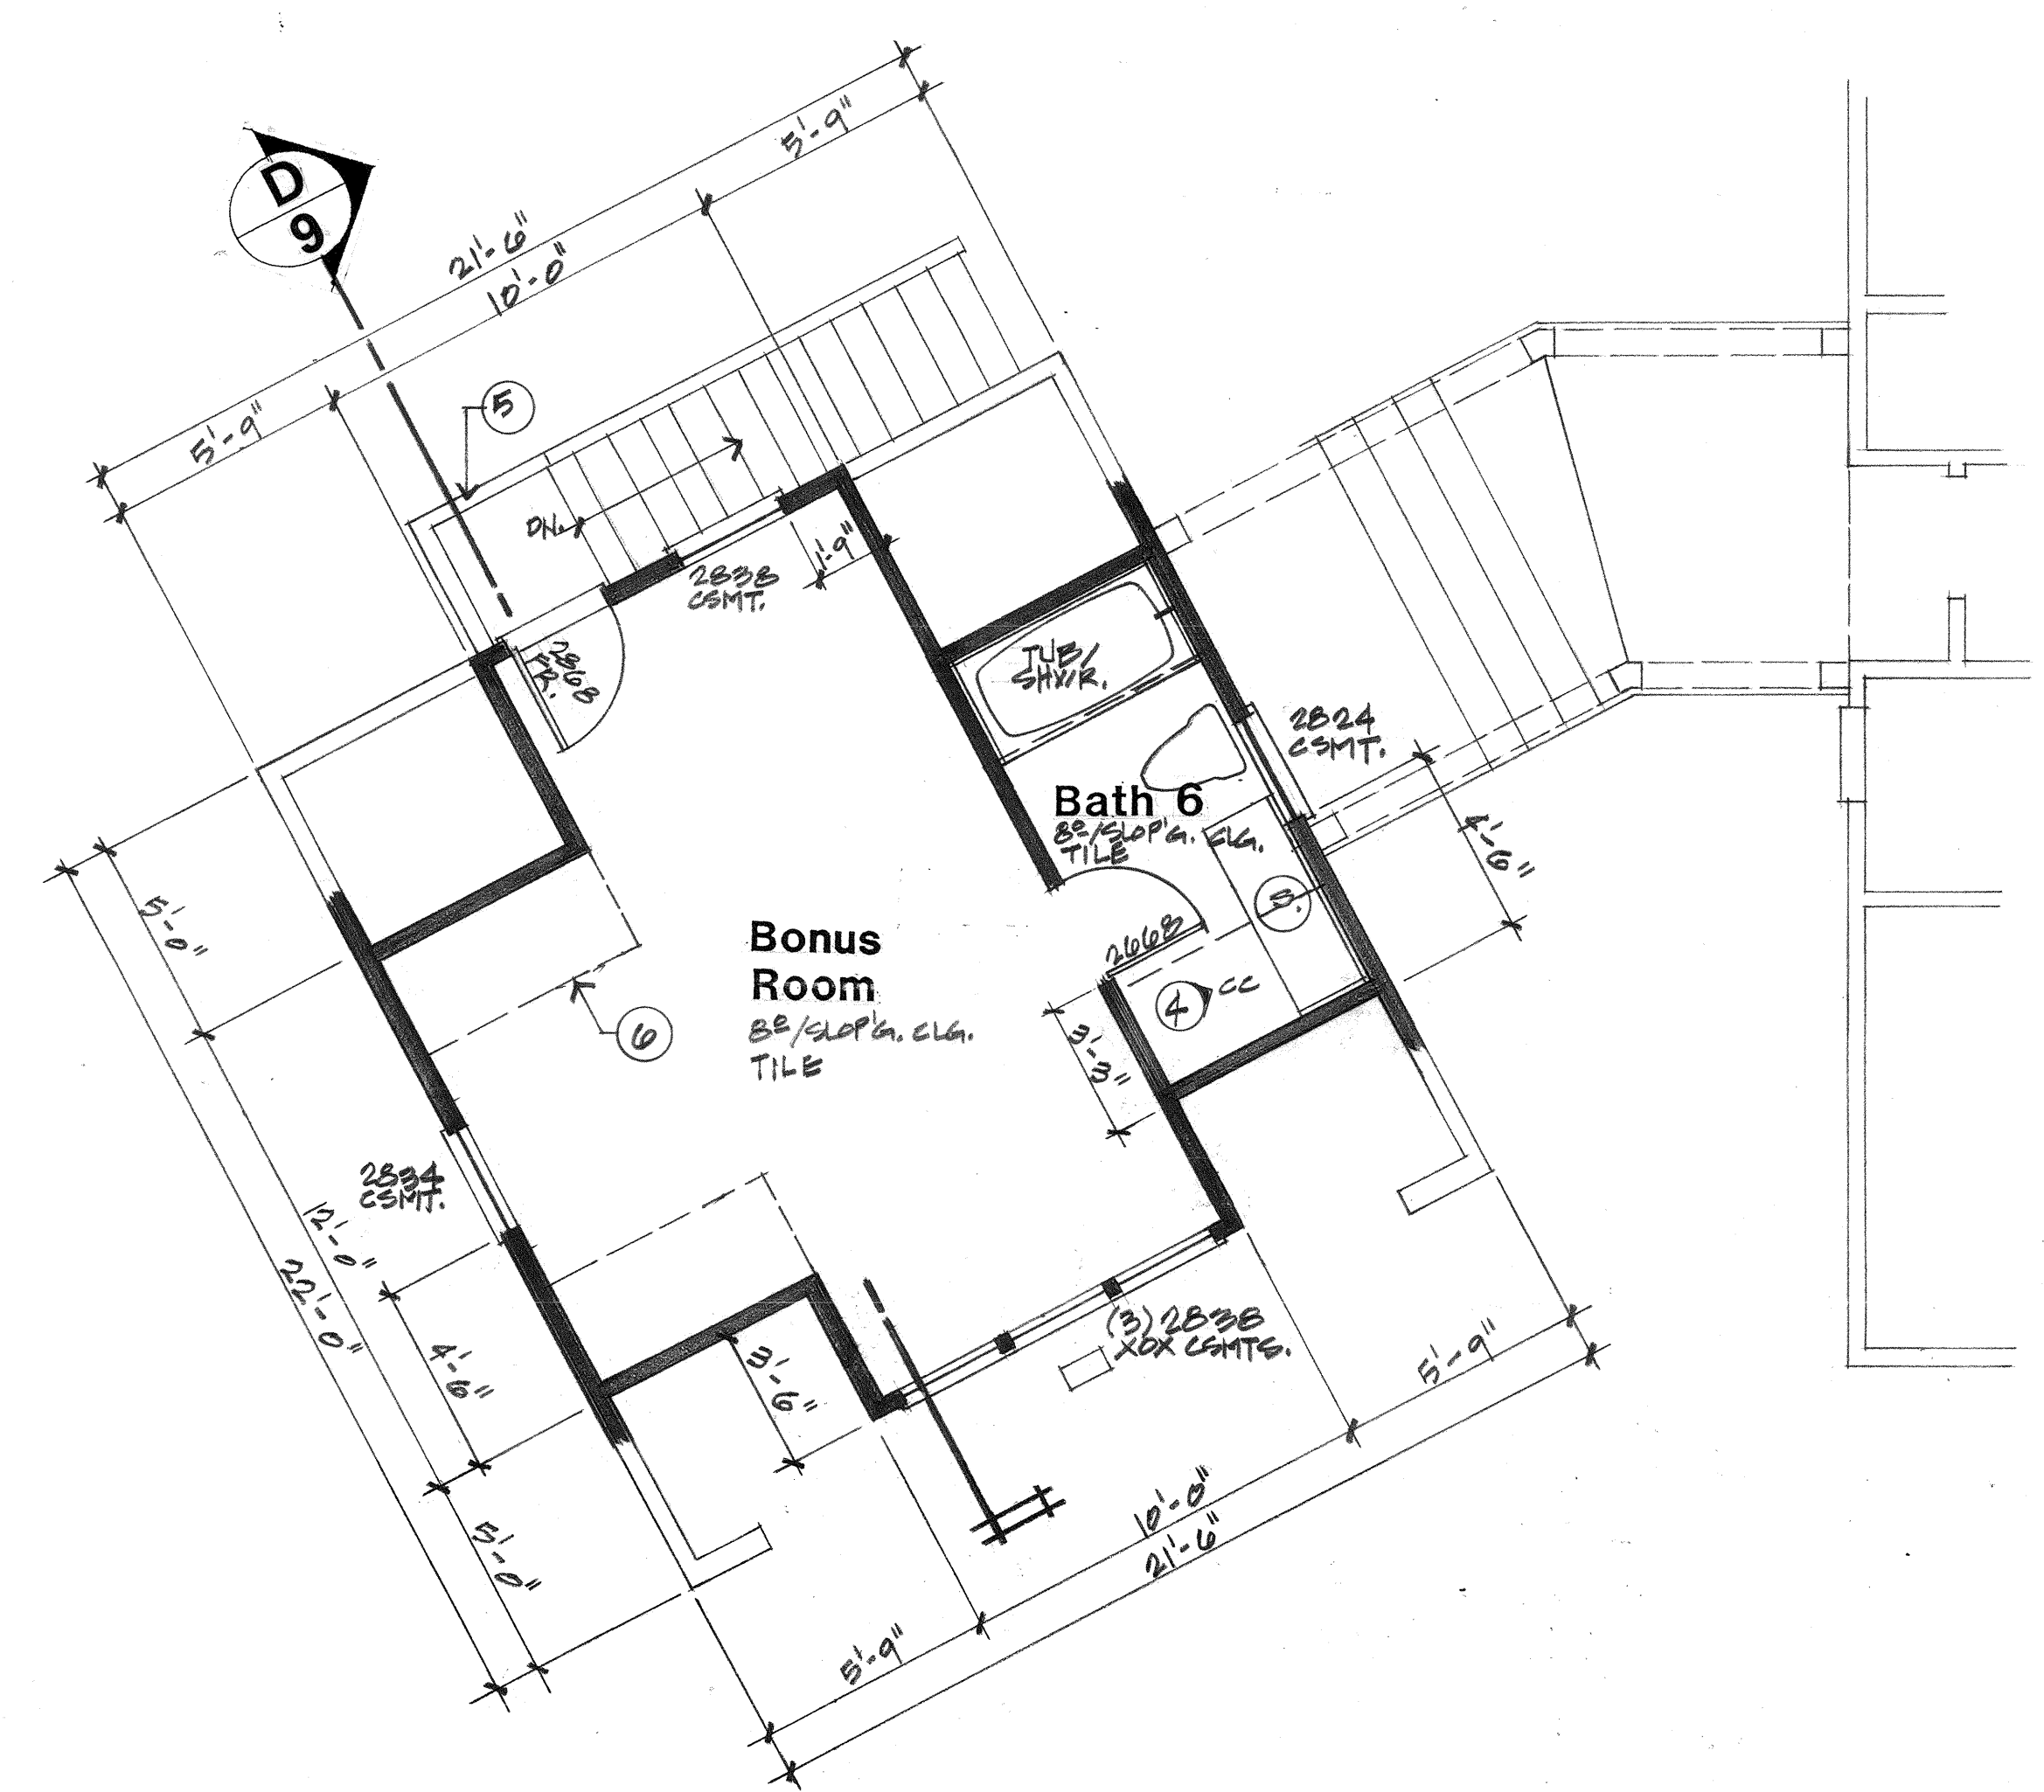 5'-9"
D
9
21'-6"
10'-0"
5'-9"
5
DN.
1'-9"
2838
CSMT.
2868
FR.
TUB/
SHWR.
2824
CSMT.
Bath 6
8⁰/SLOP'G. CLG.
TILE
4'-6"
5'-0"
S.
Bonus
Room
8⁰/SLOP'G. CLG.
TILE
2668
4
CC
6
3'-3"
2834
CSMT.
12'-0"
22'-0"
4'-6"
3'-6"
(3) 2838
XOX CSMTS.
5'-9"
5'-0"
10'-0"
21'-6"
5'-9"